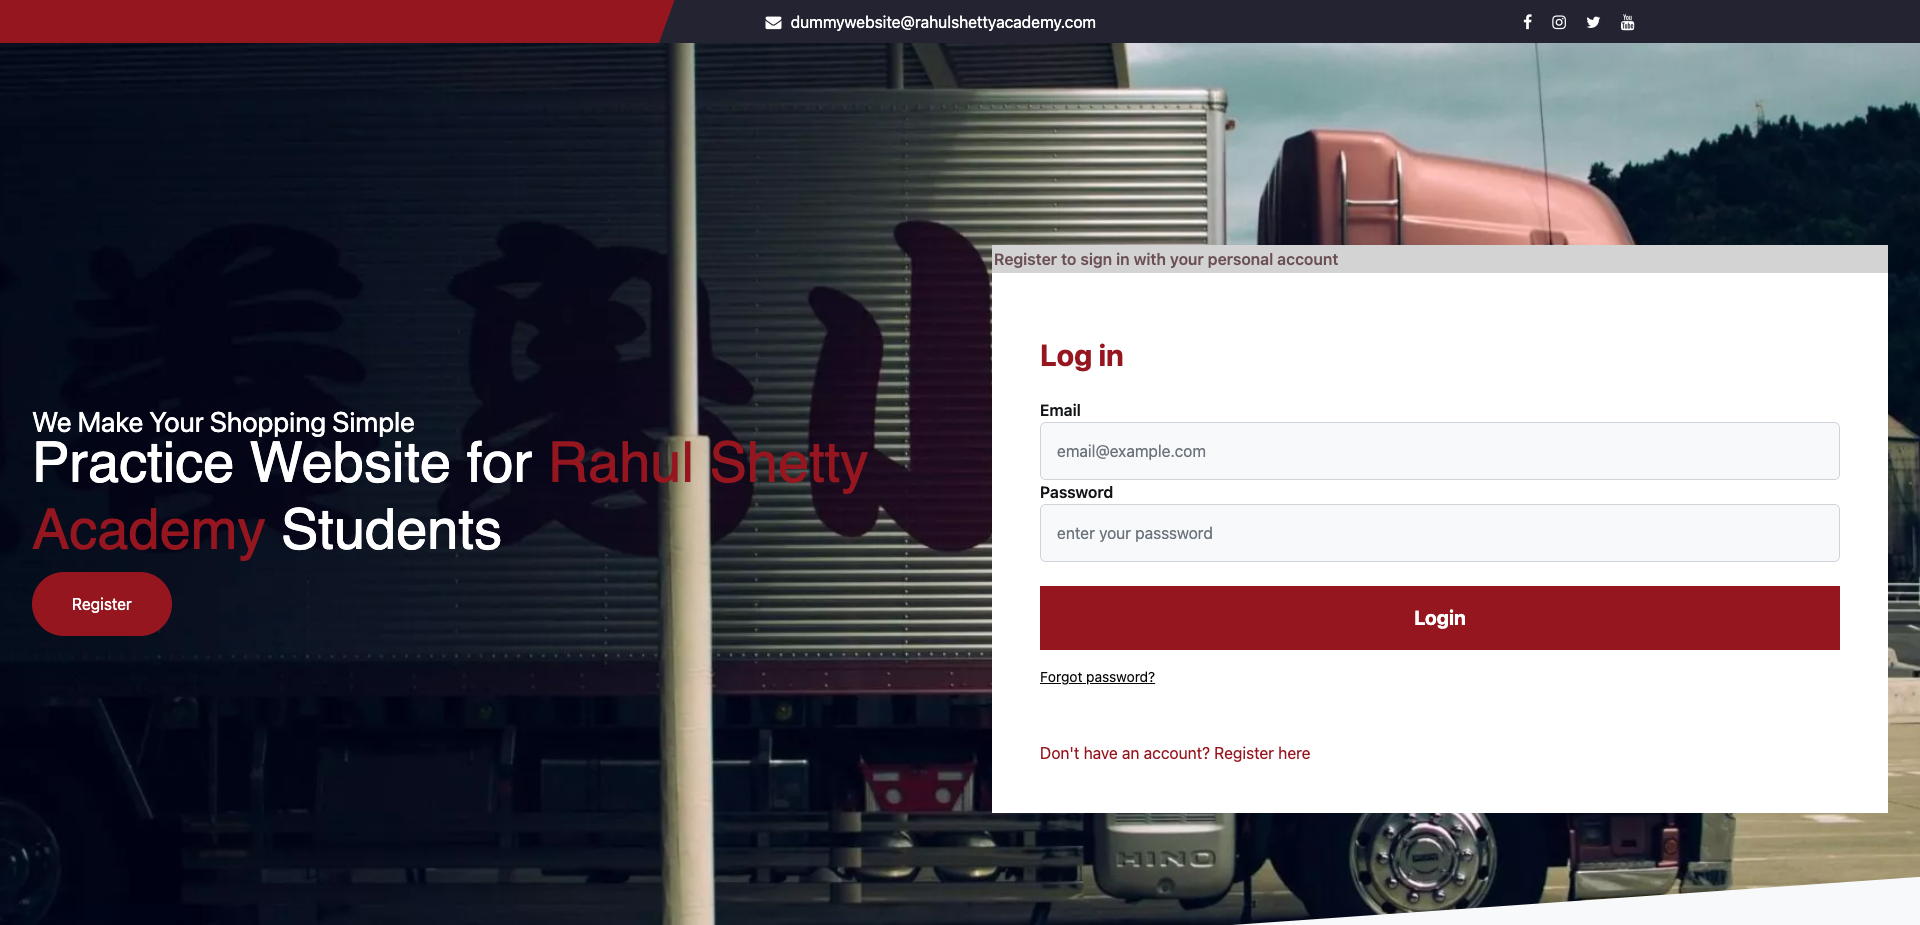 dummywebsite@rahulshettyacademy.com
Register to sign in with your personal account
Log in
Email
email@example.com
Password
enter your passsword
Login
Forgot password?
Don't have an account? Register here
We Make Your Shopping Simple
Practice Website for Rahul Shetty
Academy Students
Register
HINO